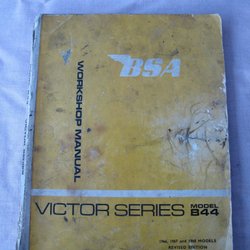 BSA
WORKSHOP MANUAL
VICTOR SERIES MODEL B44
1966, 1967 and 1968 MODELS
REVISED EDITION